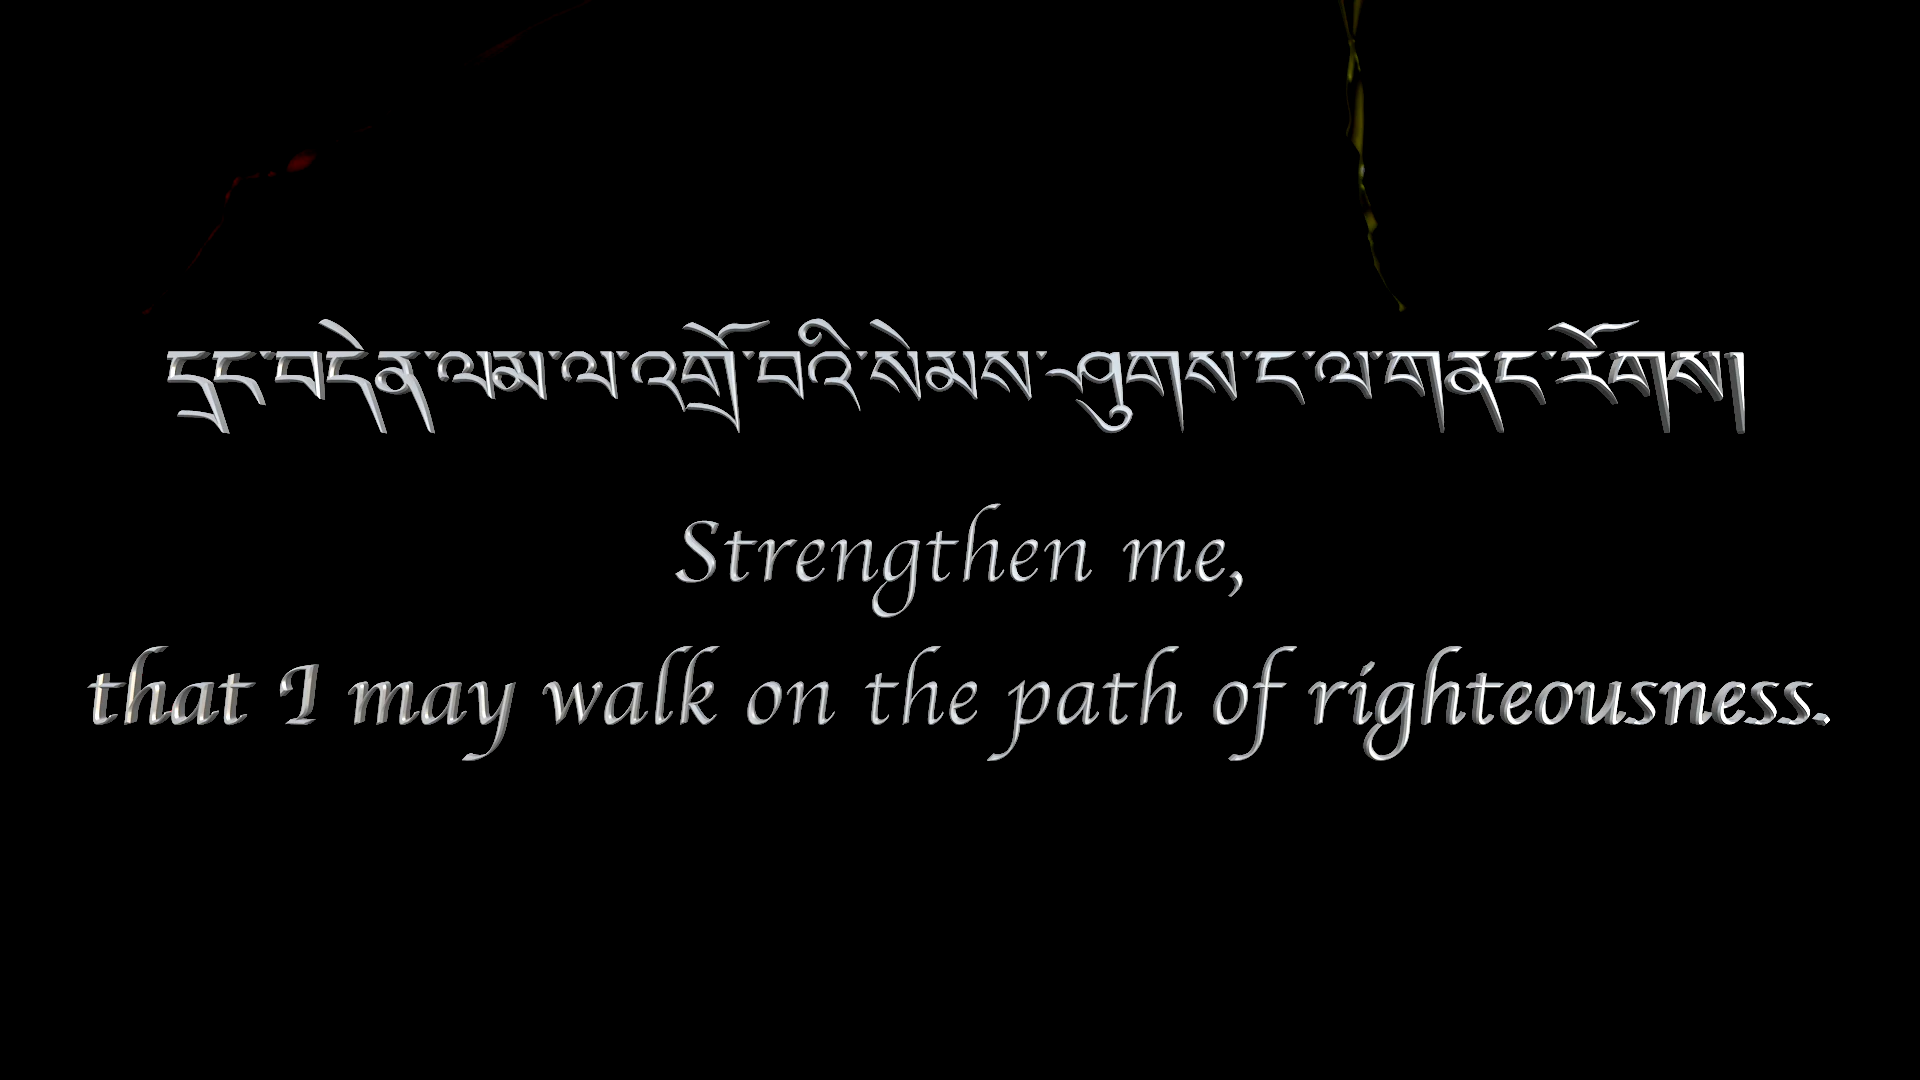 དྲང་བདེན་ལམ་ལ་འགྲོ་བའི་སེམས་ཤུགས་ང་ལ་གནང་རོགས།
Strengthen me,
that I may walk on the path of righteousness.